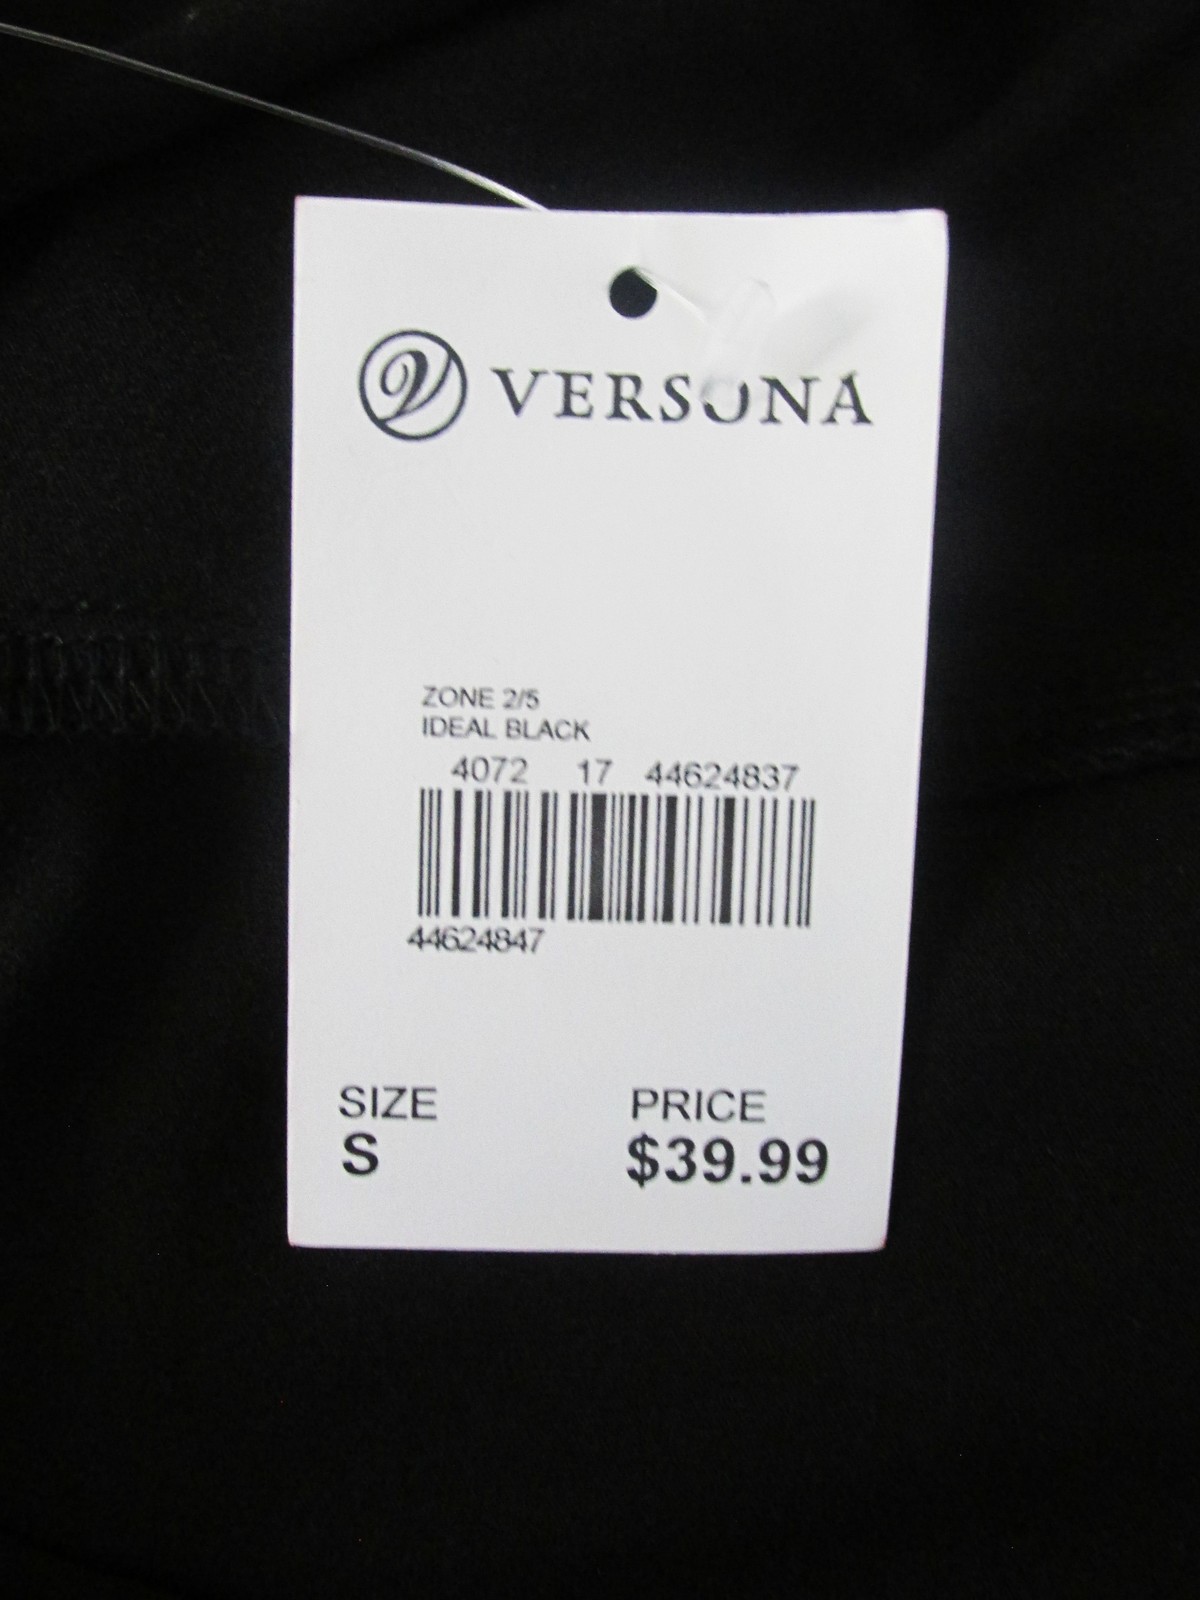 VERSONA
ZONE 2/5
IDEAL BLACK
4072 17 44624837
44624847
SIZE PRICE
S $39.99